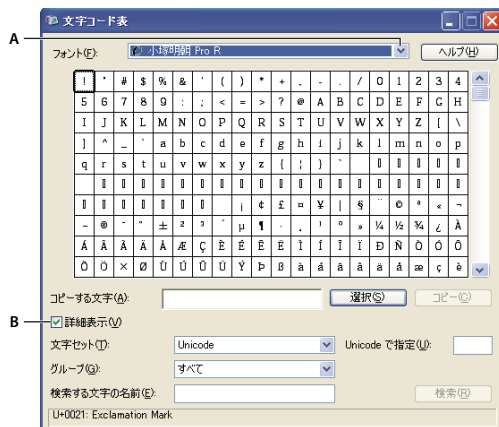 文字コード表
A
フォント(F): 小塚明朝 Pro R ヘルプ(H)
! " # $ % & ' ( ) * + , - . / 0 1 2 3 4
5 6 7 8 9 : ; < = > ? @ A B C D E F G H
I J K L M N O P Q R S T U V W X Y Z [ \
] ^ _ ` a b c d e f g h i j k l m n o p
q r s t u v w x y z { | } ~
¡ ¢ £ ¤ ¥ | § ¨ © ª « ¬
- ® ¯ ° ± ² ³ ´ µ ¶ · ¸ ¹ º » ¼ ½ ¾ ¿ À
Á Â Ã Ä Å Æ Ç È É Ê Ë Ì Í Î Ï Ð Ñ Ò Ó Ô
Õ Ö × Ø Ù Ú Û Ü Ý Þ ß à á â ã ä å æ ç è
コピーする文字(A): 選択(S) コピー(C)
B
詳細表示(V)
文字セット(T): Unicode Unicode で指定(U):
グループ(G): すべて
検索する文字の名前(E): 検索(R)
U+0021: Exclamation Mark